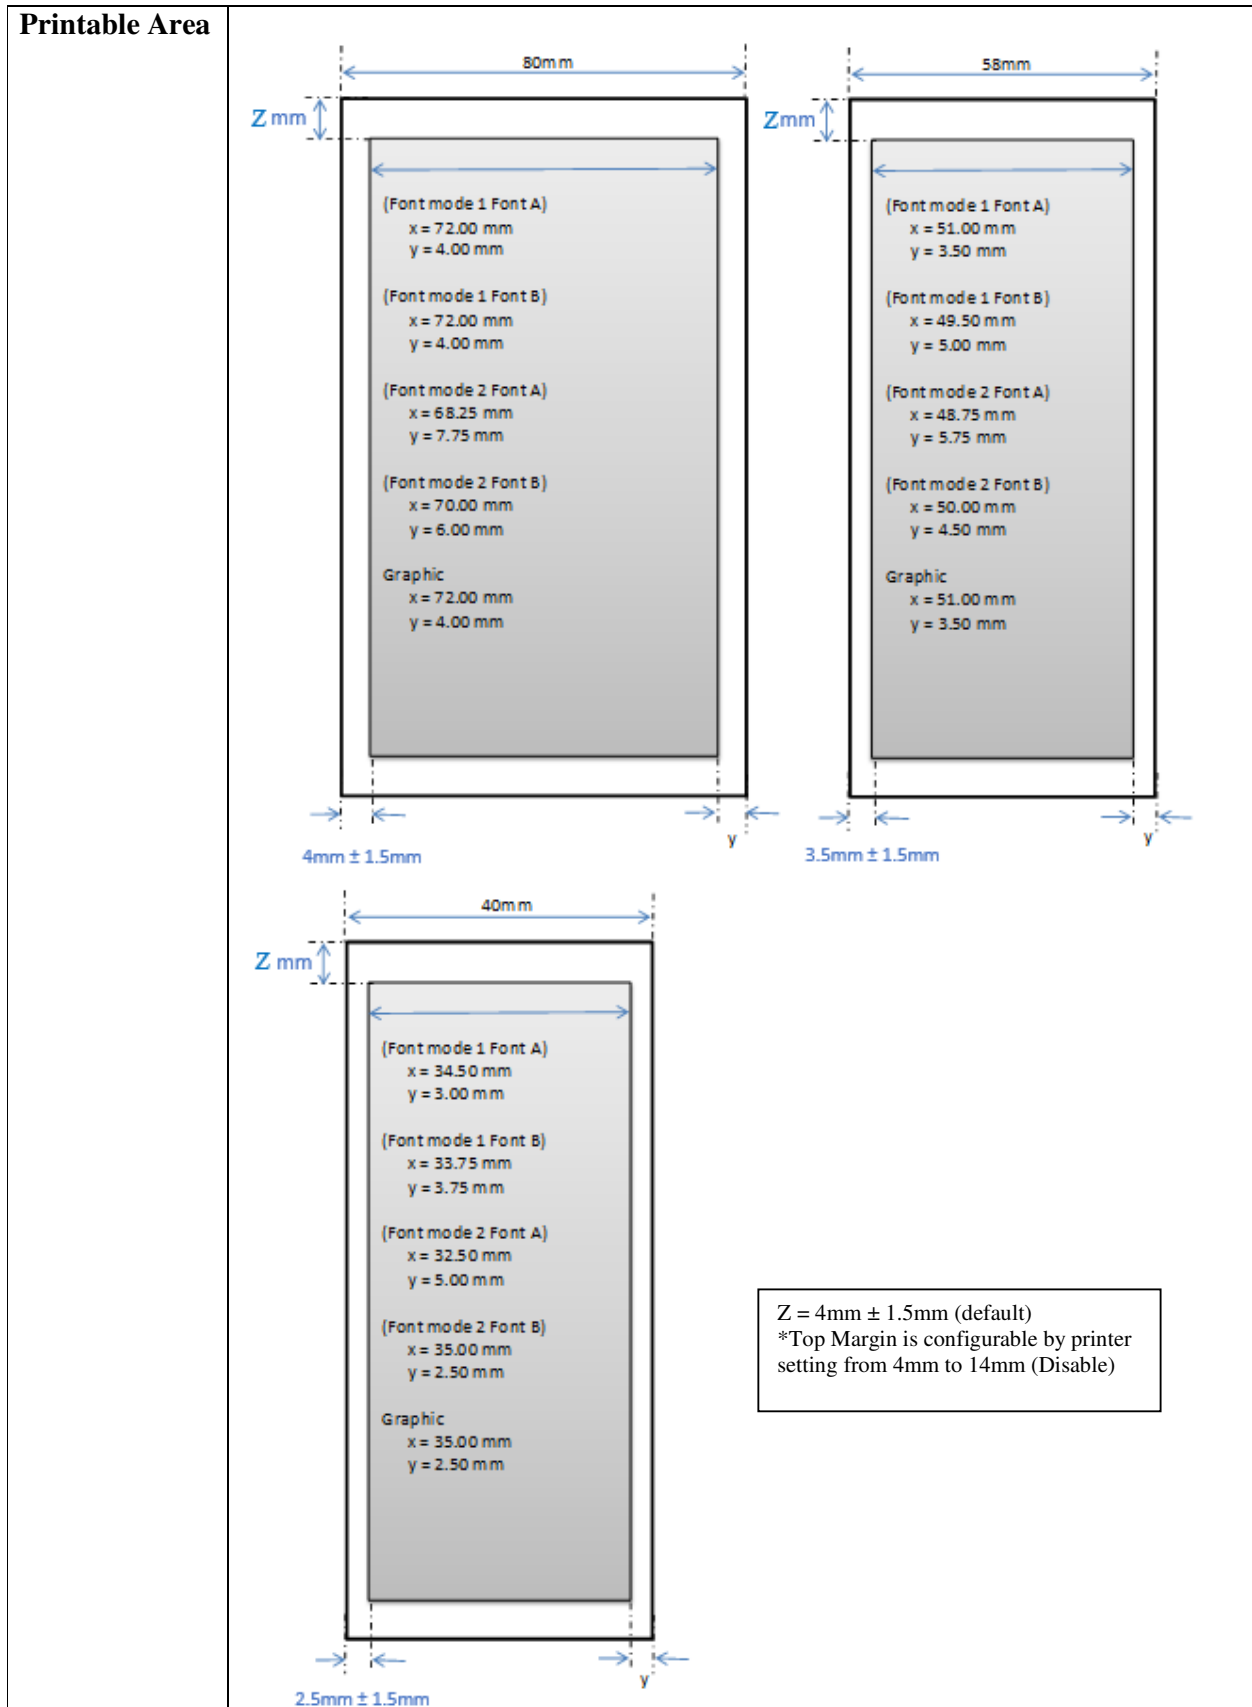 Printable Area
80mm
Z mm
(Font mode 1 Font A)
x = 72.00 mm
y = 4.00 mm
(Font mode 1 Font B)
x = 72.00 mm
y = 4.00 mm
(Font mode 2 Font A)
x = 68.25 mm
y = 7.75 mm
(Font mode 2 Font B)
x = 70.00 mm
y = 6.00 mm
Graphic
x = 72.00 mm
y = 4.00 mm
y
4mm ± 1.5mm
58mm
Zmm
(Font mode 1 Font A)
x = 51.00 mm
y = 3.50 mm
(Font mode 1 Font B)
x = 49.50 mm
y = 5.00 mm
(Font mode 2 Font A)
x = 48.75 mm
y = 5.75 mm
(Font mode 2 Font B)
x = 50.00 mm
y = 4.50 mm
Graphic
x = 51.00 mm
y = 3.50 mm
y
3.5mm ± 1.5mm
40mm
Z mm
(Font mode 1 Font A)
x = 34.50 mm
y = 3.00 mm
(Font mode 1 Font B)
x = 33.75 mm
y = 3.75 mm
(Font mode 2 Font A)
x = 32.50 mm
y = 5.00 mm
(Font mode 2 Font B)
x = 35.00 mm
y = 2.50 mm
Graphic
x = 35.00 mm
y = 2.50 mm
y
2.5mm ± 1.5mm
Z = 4mm ± 1.5mm (default)
*Top Margin is configurable by printer
setting from 4mm to 14mm (Disable)